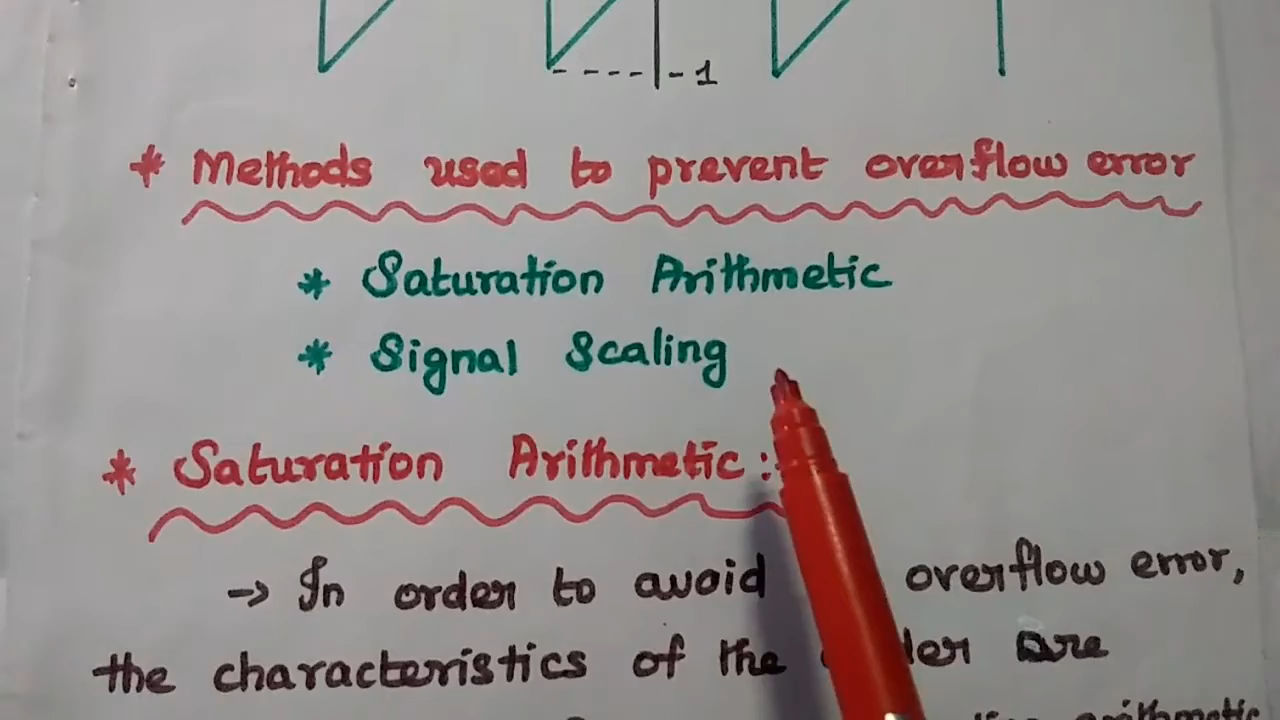 -1
* Methods used to prevent overflow error
* Saturation Arithmetic
* Signal Scaling
* Saturation Arithmetic:
→ In order to avoid overflow error,
the characteristics of the are
arithmetic